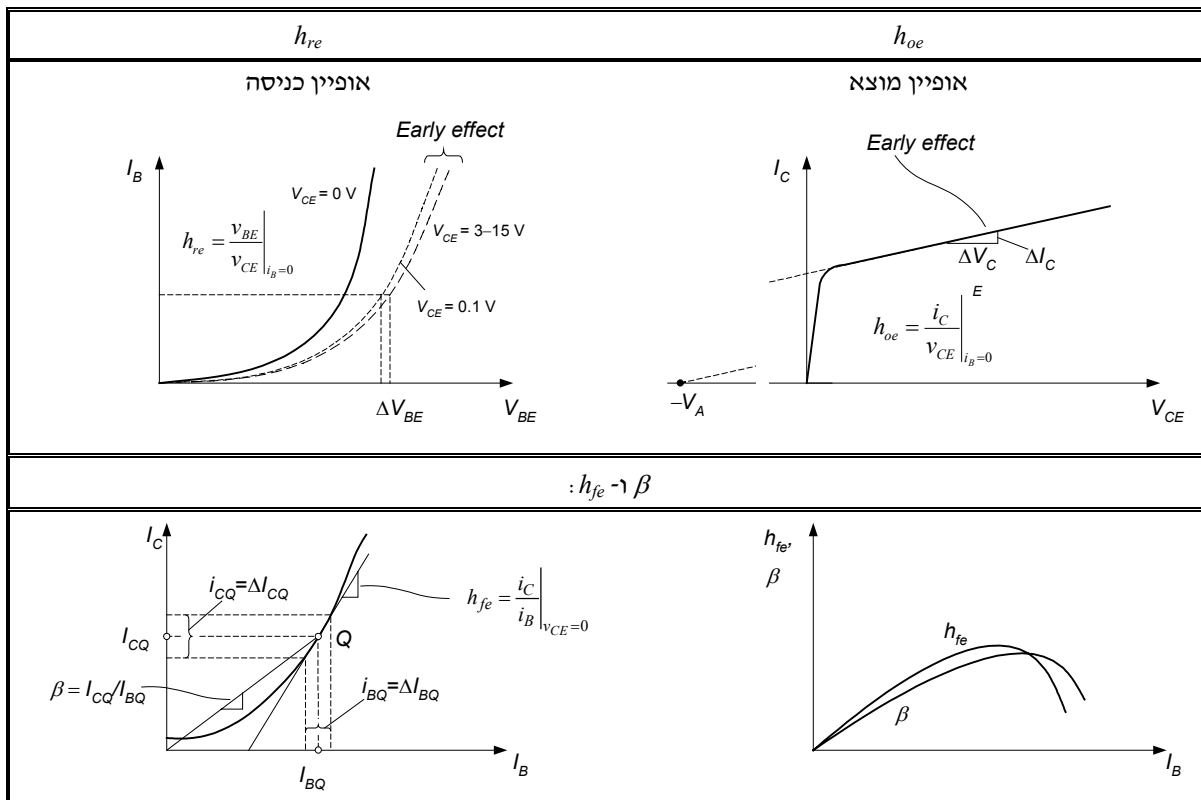 h_re
h_oe
אופיין כניסה
אופיין מוצא
Early effect
I_B
V_CE = 0 V
h_re = v_BE / v_CE |i_B=0
V_CE = 3–15 V
V_CE = 0.1 V
ΔV_BE
V_BE
Early effect
I_C
ΔV_C
ΔI_C
E
h_oe = i_C / v_CE |i_B=0
–V_A
V_CE
β ו- h_fe :
I_C
i_CQ=ΔI_CQ
h_fe = i_C / i_B |v_CE=0
I_CQ
Q
β = I_CQ/I_BQ
i_BQ=ΔI_BQ
I_BQ
I_B
h_fe,
β
h_fe
β
I_B